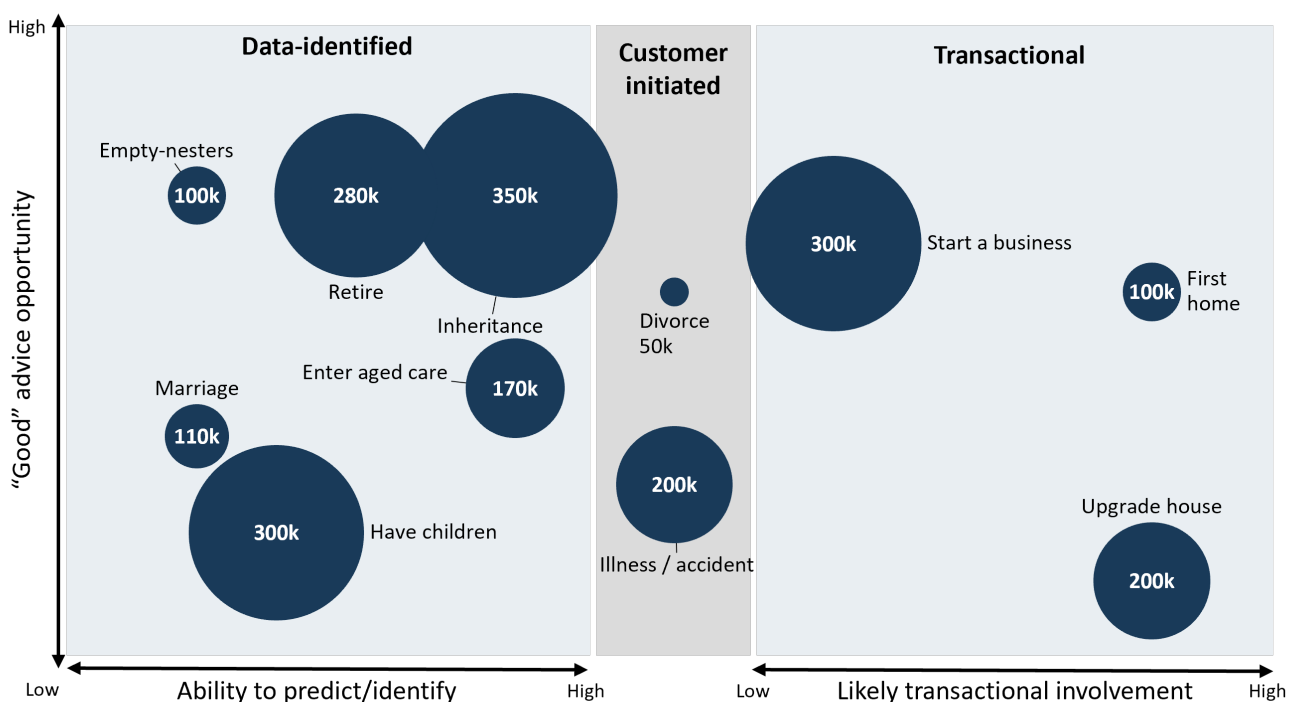 High
"Good" advice opportunity
Low
Data-identified
Empty-nesters
100k
280k
Retire
350k
Inheritance
Enter aged care
170k
Marriage
110k
300k
Have children
Ability to predict/identify
High
Customer
initiated
Divorce
50k
200k
Illness / accident
Transactional
300k
Start a business
100k
First
home
Upgrade house
200k
Low
Likely transactional involvement
High